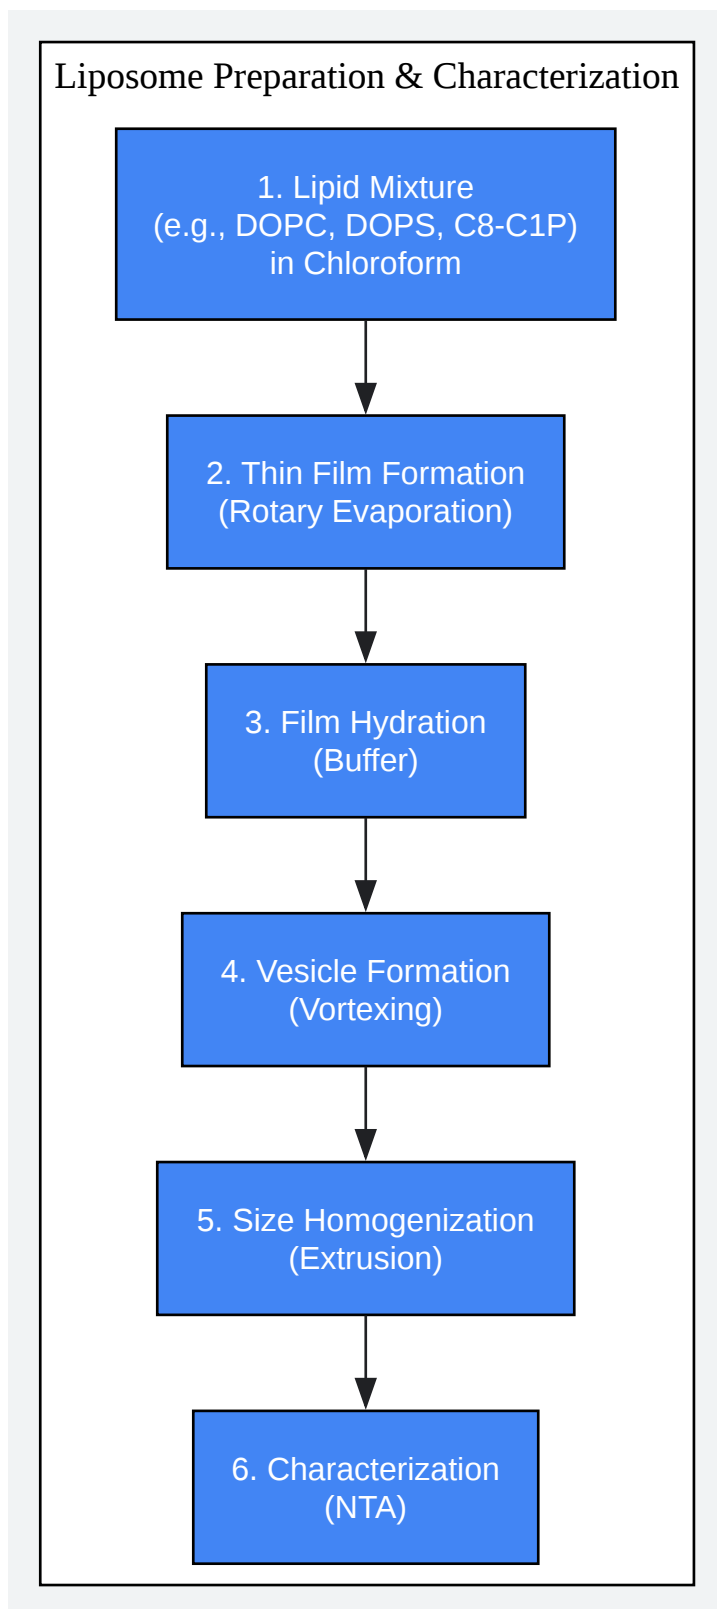 Liposome Preparation & Characterization
1. Lipid Mixture
(e.g., DOPC, DOPS, C8-C1P)
in Chloroform
2. Thin Film Formation
(Rotary Evaporation)
3. Film Hydration
(Buffer)
4. Vesicle Formation
(Vortexing)
5. Size Homogenization
(Extrusion)
6. Characterization
(NTA)